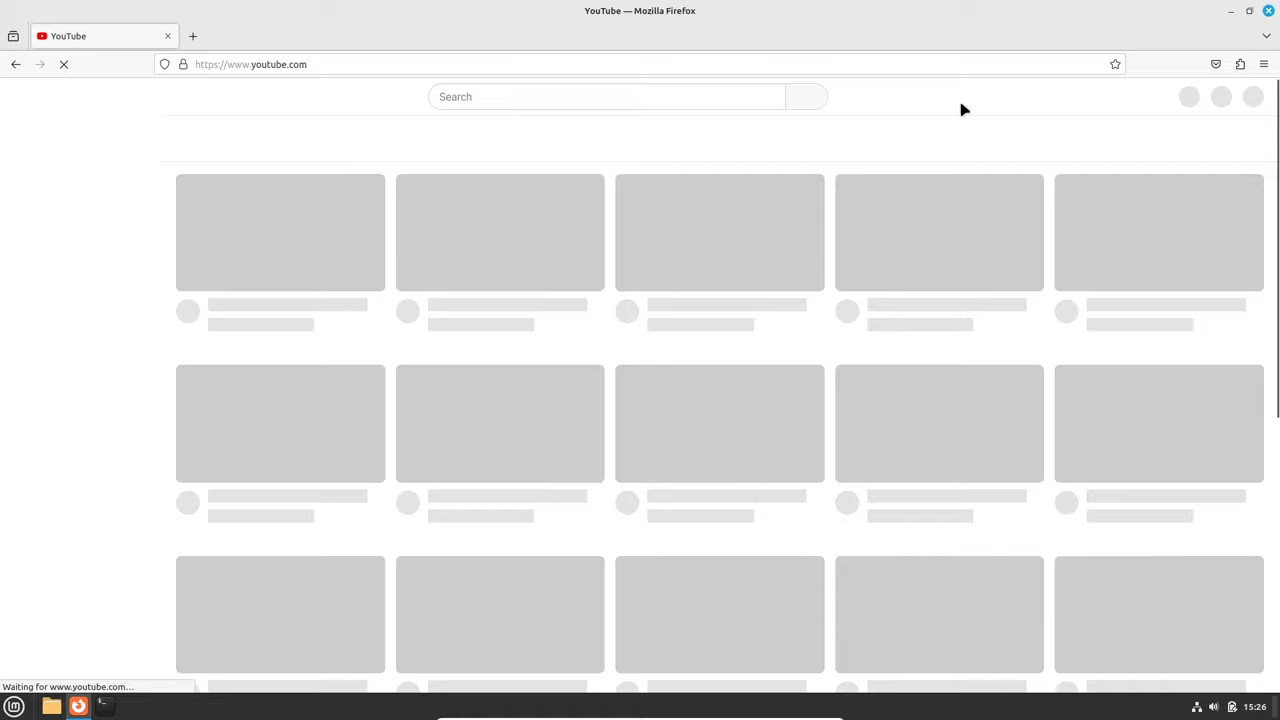 YouTube — Mozilla Firefox
YouTube
https://www.youtube.com
Search
Waiting for www.youtube.com...
15:26